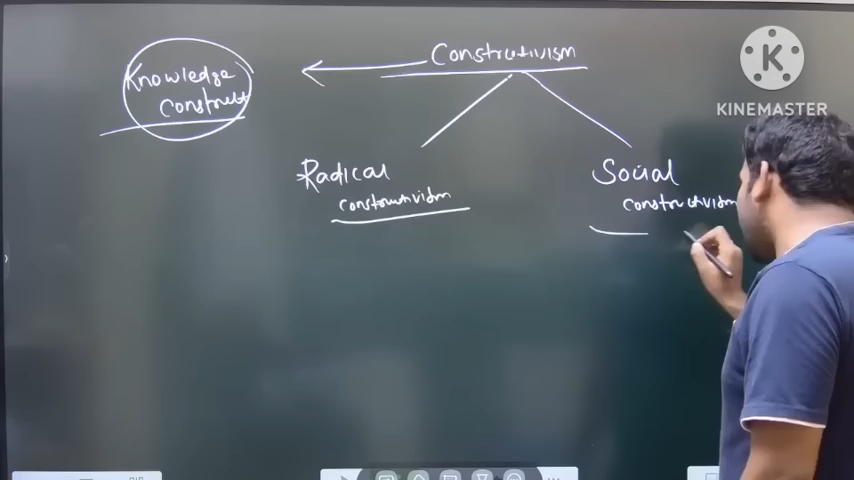 Constructivism
Knowledge
Construct
Radical
constructivism
Social
constructivism
K
KINEMASTER